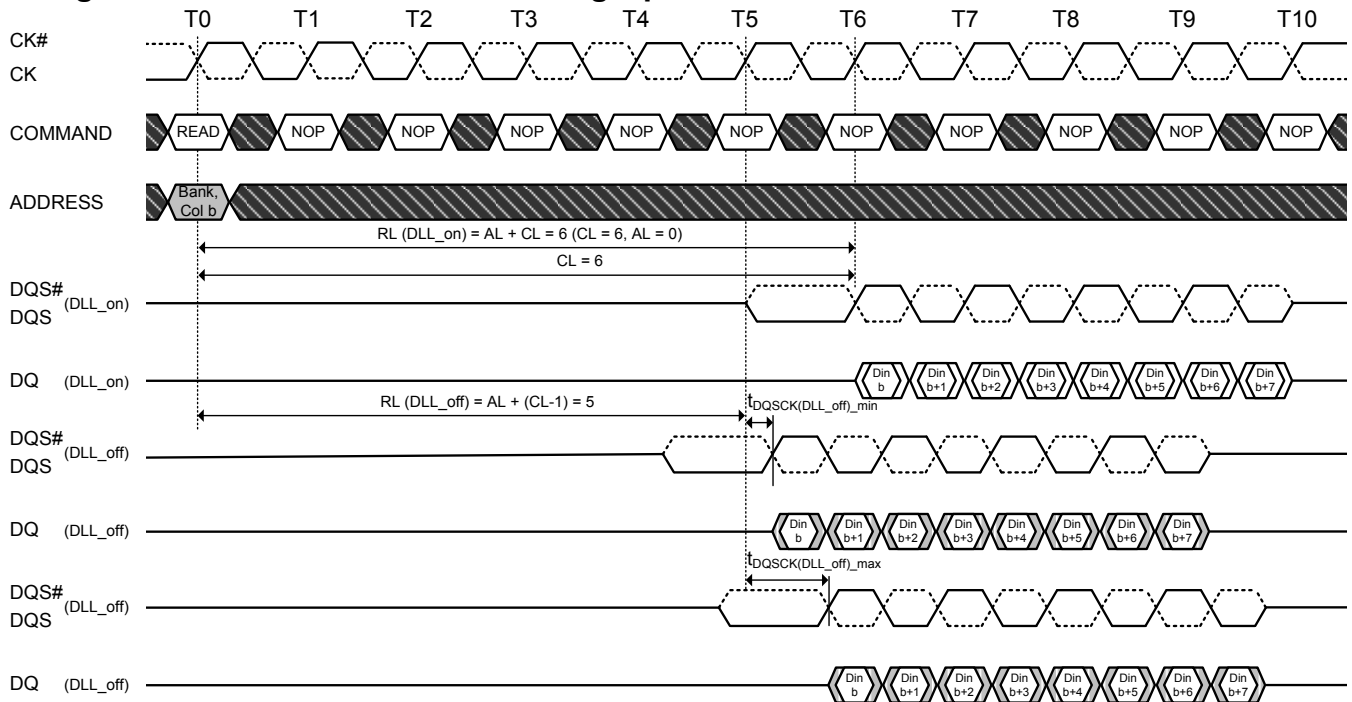 T0 T1 T2 T3 T4 T5 T6 T7 T8 T9 T10
CK#
CK
COMMAND READ NOP NOP NOP NOP NOP NOP NOP NOP NOP NOP
ADDRESS Bank,
Col b
RL (DLL_on) = AL + CL = 6 (CL = 6, AL = 0)
CL = 6
DQS# (DLL_on)
DQS
DQ (DLL_on) Din b Din b+1 Din b+2 Din b+3 Din b+4 Din b+5 Din b+6 Din b+7
RL (DLL_off) = AL + (CL-1) = 5 tDQSCK(DLL_off)_min
DQS# (DLL_off)
DQS
DQ (DLL_off) Din b Din b+1 Din b+2 Din b+3 Din b+4 Din b+5 Din b+6 Din b+7
tDQSCK(DLL_off)_max
DQS# (DLL_off)
DQS
DQ (DLL_off) Din b Din b+1 Din b+2 Din b+3 Din b+4 Din b+5 Din b+6 Din b+7